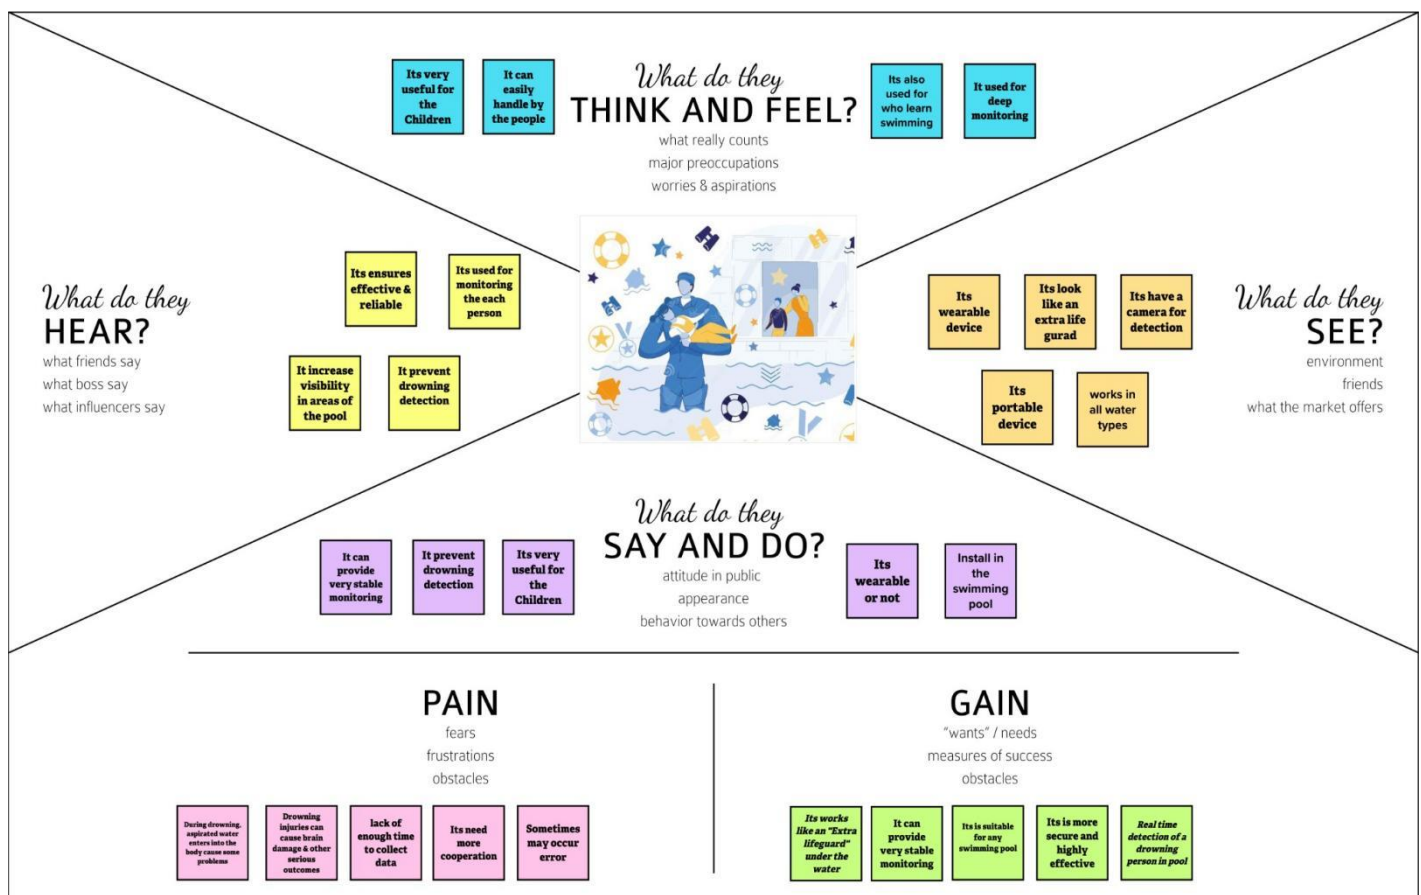 Its very
useful for
the
Children
It can
easily
handle by
the people
What do they
THINK AND FEEL?
what really counts
major preoccupations
worries & aspirations
Its also
used for
who learn
swimming
It used for
deep
monitoring
What do they
HEAR?
what friends say
what boss say
what influencers say
Its ensures
effective &
reliable
Its used for
monitoring
the each
person
It increase
visibility
in areas of
the pool
It prevent
drowning
detection
Its
wearable
device
Its look
like an
extra life
gurad
Its have a
camera for
detection
Its
portable
device
works in
all water
types
What do they
SEE?
environment
friends
what the market offers
What do they
SAY AND DO?
attitude in public
appearance
behavior towards others
It can
provide
very stable
monitoring
It prevent
drowning
detection
Its very
useful for
the
Children
Its
wearable
or not
Install in
the
swimming
pool
PAIN
fears
frustrations
obstacles
During drowning,
aspirated water
enters into the
body cause some
problems
Drowning
injuries can
cause brain
damage & other
serious
outcomes
lack of
enough time
to collect
data
Its need
more
cooperation
Sometimes
may occur
error
GAIN
"wants" / needs
measures of success
obstacles
Its works
like an "Extra
lifeguard"
under the
water
It can
provide
very stable
monitoring
Its is suitable
for any
swimming pool
Its is more
secure and
highly
effective
Real time
detection of a
drowning
person in pool